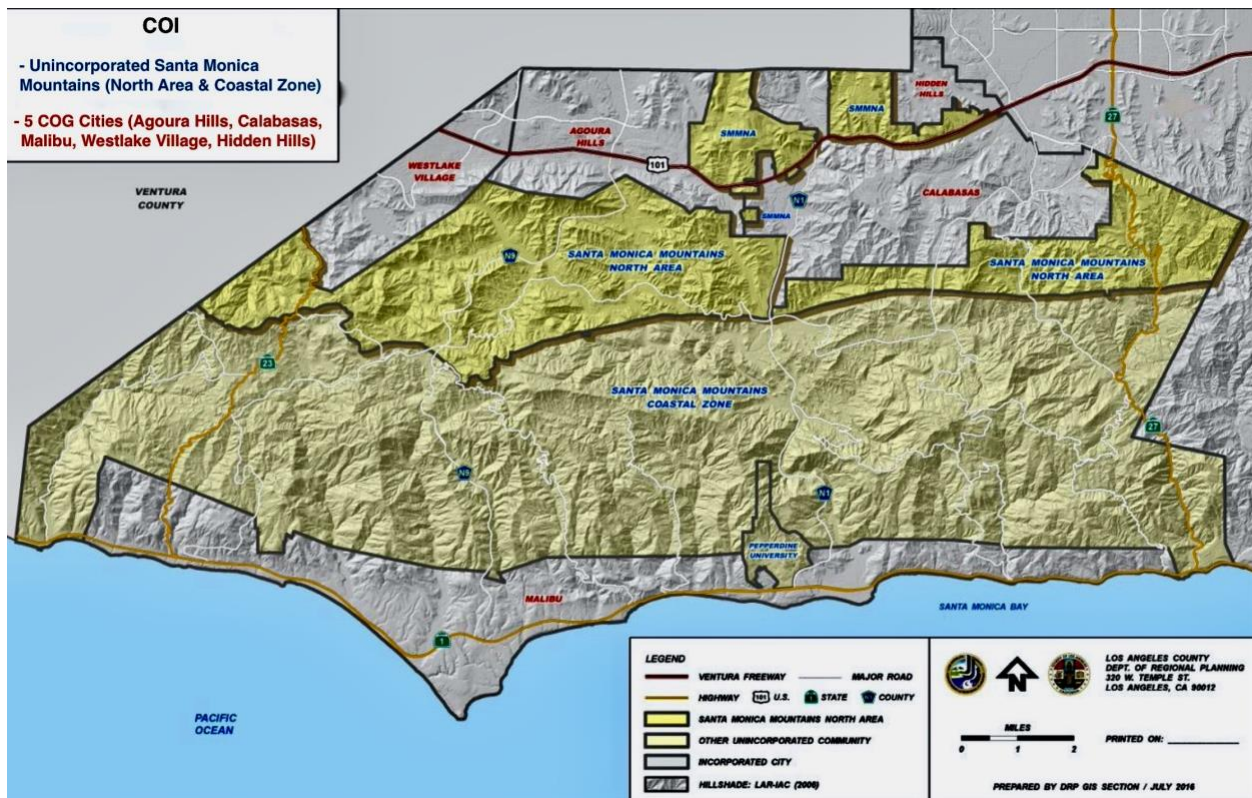 COI
- Unincorporated Santa Monica
Mountains (North Area & Coastal Zone)
- 5 COG Cities (Agoura Hills, Calabasas,
Malibu, Westlake Village, Hidden Hills)
HIDDEN
HILLS
27
SMMNA
SMMNA
AGOURA
HILLS
101
WESTLAKE
VILLAGE
VENTURA
COUNTY
CALABASAS
N1
SMMNA
N9
SANTA MONICA MOUNTAINS
NORTH AREA
SANTA MONICA MOUNTAINS
NORTH AREA
23
SANTA MONICA MOUNTAINS
COASTAL ZONE
27
N9
N1
PEPPERDINE
UNIVERSITY
MALIBU
SANTA MONICA BAY
1
PACIFIC
OCEAN
LEGEND
VENTURA FREEWAY
MAJOR ROAD
HIGHWAY
101
U.S.
STATE
COUNTY
SANTA MONICA MOUNTAINS NORTH AREA
OTHER UNINCORPORATED COMMUNITY
INCORPORATED CITY
HILLSHADE: LAR-IAC (2006)
N
LOS ANGELES COUNTY
DEPT. OF REGIONAL PLANNING
320 W. TEMPLE ST.
LOS ANGELES, CA 90012
MILES
0 1 2
PRINTED ON:
PREPARED BY DRP GIS SECTION / JULY 2016